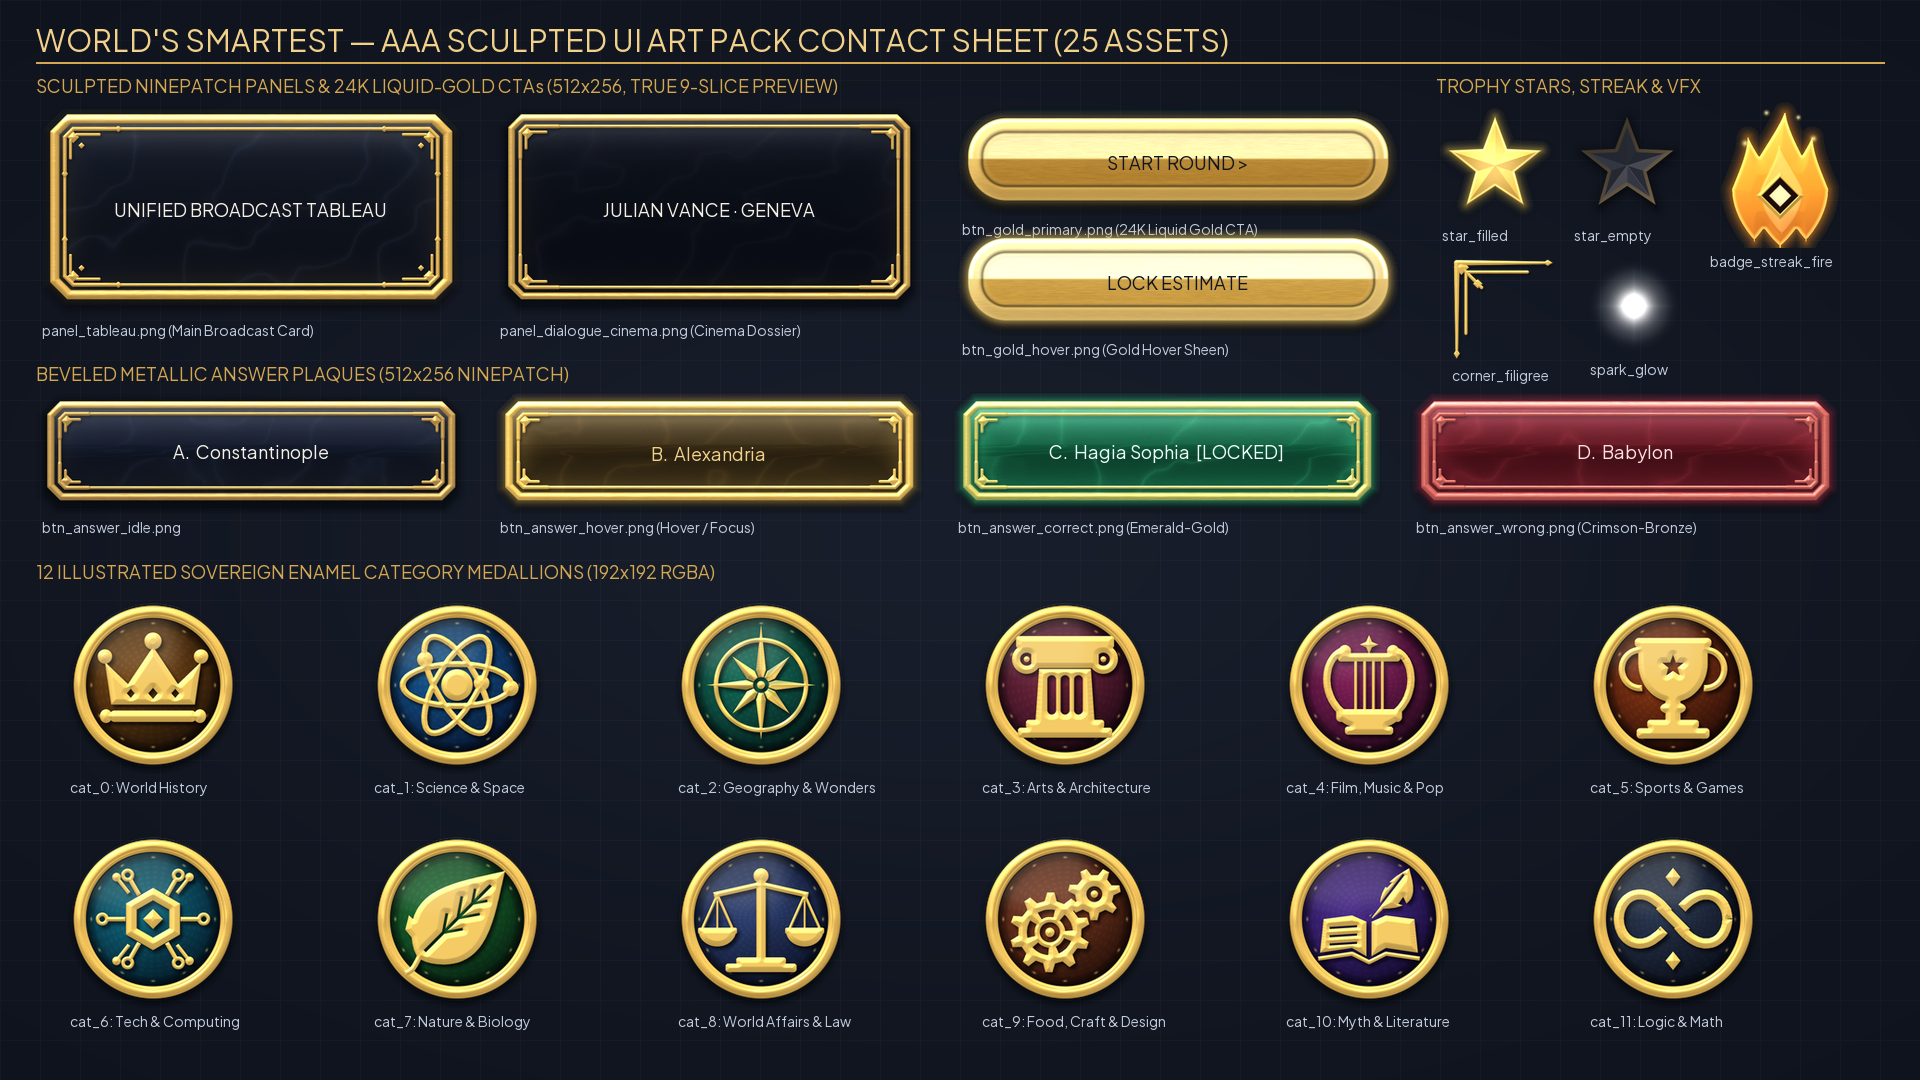 WORLD'S SMARTEST — AAA SCULPTED UI ART PACK CONTACT SHEET (25 ASSETS)
SCULPTED NINEPATCH PANELS & 24K LIQUID-GOLD CTAs (512x256, TRUE 9-SLICE PREVIEW)
TROPHY STARS, STREAK & VFX
UNIFIED BROADCAST TABLEAU
JULIAN VANCE · GENEVA
START ROUND >
btn_gold_primary.png (24K Liquid Gold CTA)
LOCK ESTIMATE
btn_gold_hover.png (Gold Hover Sheen)
star_filled
star_empty
badge_streak_fire
corner_filigree
spark_glow
panel_tableau.png (Main Broadcast Card)
panel_dialogue_cinema.png (Cinema Dossier)
BEVELED METALLIC ANSWER PLAQUES (512x256 NINEPATCH)
A. Constantinople
B. Alexandria
C. Hagia Sophia [LOCKED]
D. Babylon
btn_answer_idle.png
btn_answer_hover.png (Hover / Focus)
btn_answer_correct.png (Emerald-Gold)
btn_answer_wrong.png (Crimson-Bronze)
12 ILLUSTRATED SOVEREIGN ENAMEL CATEGORY MEDALLIONS (192x192 RGBA)
cat_0: World History
cat_1: Science & Space
cat_2: Geography & Wonders
cat_3: Arts & Architecture
cat_4: Film, Music & Pop
cat_5: Sports & Games
cat_6: Tech & Computing
cat_7: Nature & Biology
cat_8: World Affairs & Law
cat_9: Food, Craft & Design
cat_10: Myth & Literature
cat_11: Logic & Math